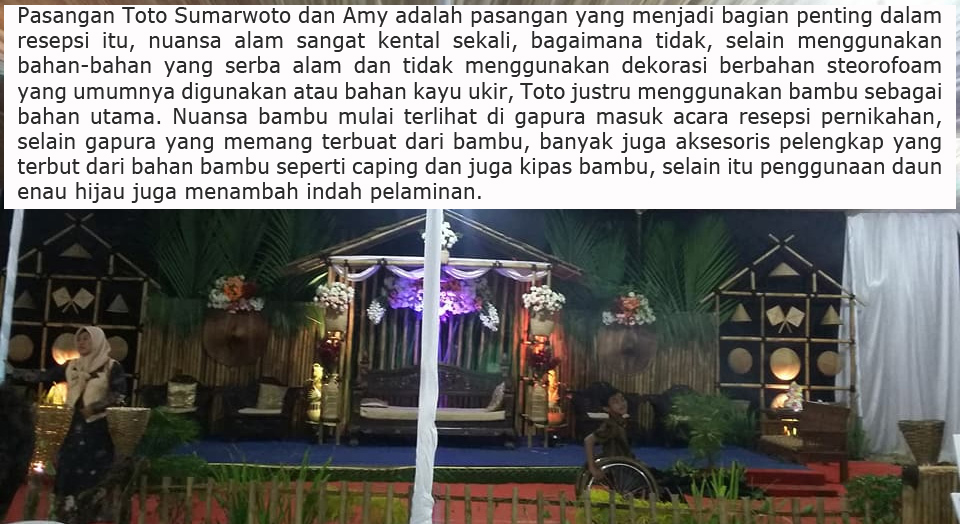 Pasangan Toto Sumarwoto dan Amy adalah pasangan yang menjadi bagian penting dalam
resepsi itu, nuansa alam sangat kental sekali, bagaimana tidak, selain menggunakan
bahan-bahan yang serba alam dan tidak menggunakan dekorasi berbahan steorofoam
yang umumnya digunakan atau bahan kayu ukir, Toto justru menggunakan bambu sebagai
bahan utama. Nuansa bambu mulai terlihat di gapura masuk acara resepsi pernikahan,
selain gapura yang memang terbuat dari bambu, banyak juga aksesoris pelengkap yang
terbut dari bahan bambu seperti caping dan juga kipas bambu, selain itu penggunaan daun
enau hijau juga menambah indah pelaminan.